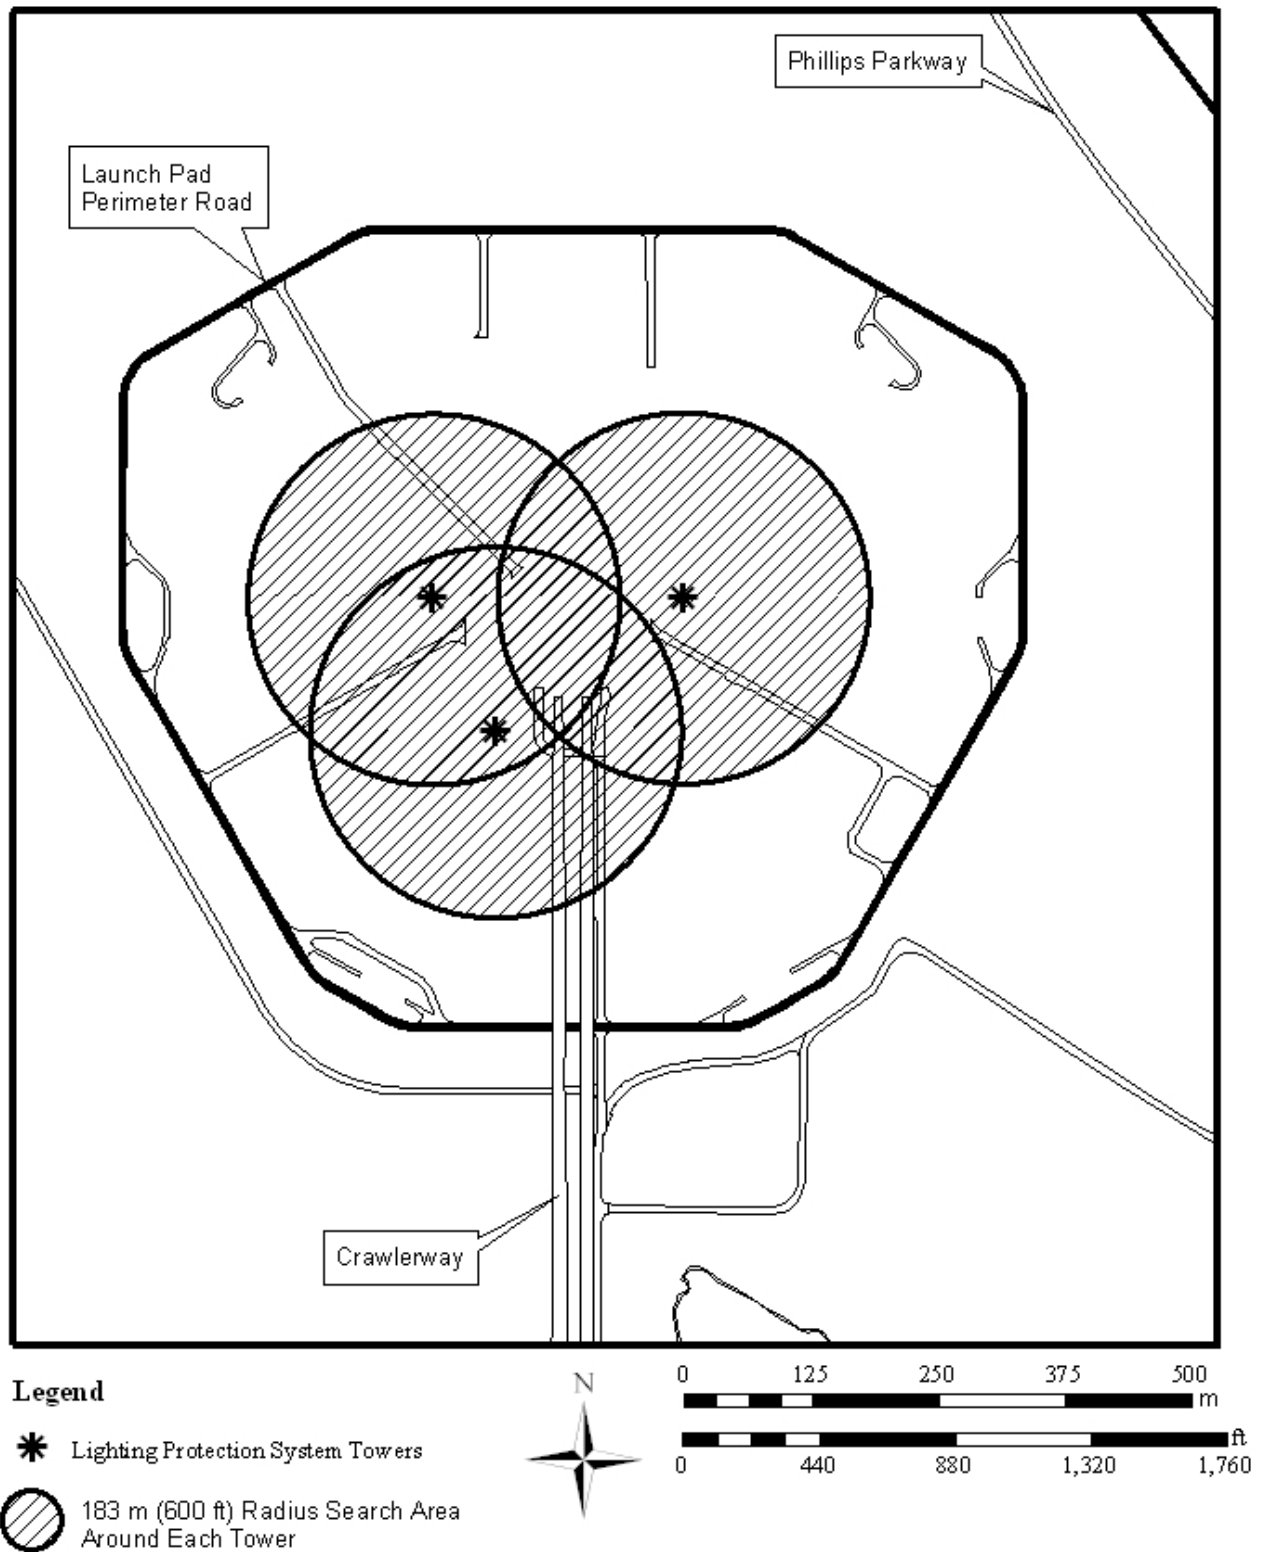 Phillips Parkway
Launch Pad
Perimeter Road
Crawlerway
Legend
Lighting Protection System Towers
183 m (600 ft) Radius Search Area
Around Each Tower
N
0 125 250 375 500
m
ft
0 440 880 1,320 1,760